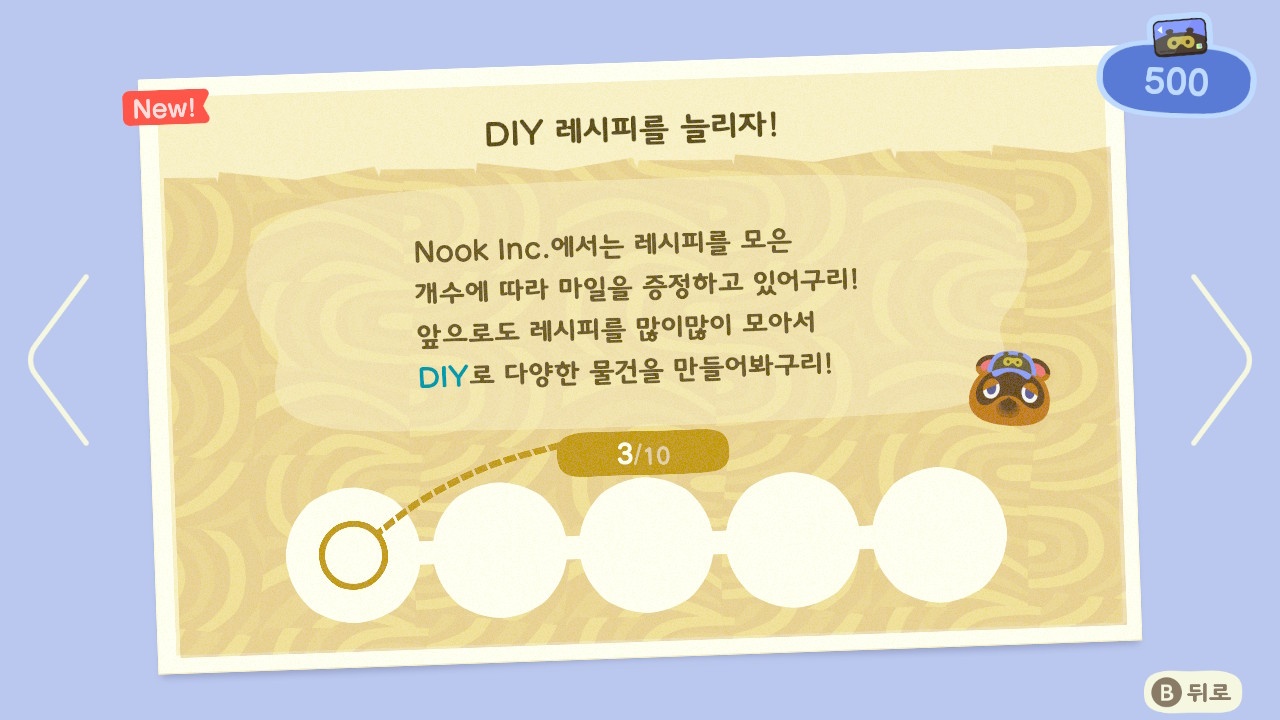 500
New!
DIY 레시피를 늘리자!
Nook Inc.에서는 레시피를 모은
개수에 따라 마일을 증정하고 있어구리!
앞으로도 레시피를 많이많이 모아서
DIY로 다양한 물건을 만들어봐구리!
3/10
B 뒤로